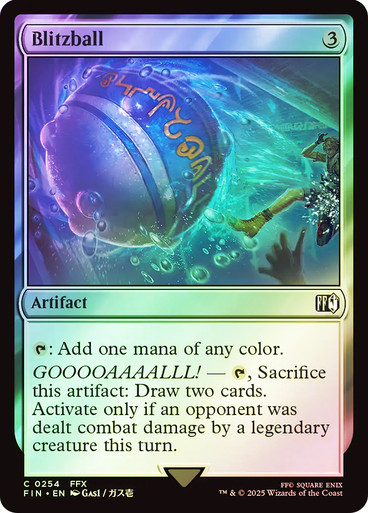 Blitzball 3
Artifact
: Add one mana of any color.
GOOOOAAAALLL! — , Sacrifice
this artifact: Draw two cards.
Activate only if an opponent was
dealt combat damage by a legendary
creature this turn.
C 0254 FFX
FIN • EN GAS1/ガス壱
FF© SQUARE ENIX
™ & © 2025 Wizards of the Coast